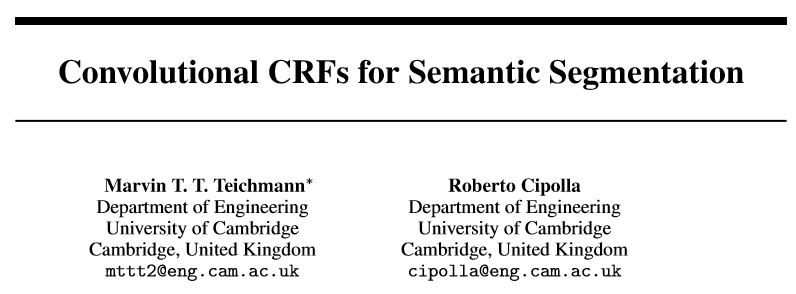 Convolutional CRFs for Semantic Segmentation
Marvin T. T. Teichmann*
Department of Engineering
University of Cambridge
Cambridge, United Kingdom
mttt2@eng.cam.ac.uk
Roberto Cipolla
Department of Engineering
University of Cambridge
Cambridge, United Kingdom
cipolla@eng.cam.ac.uk